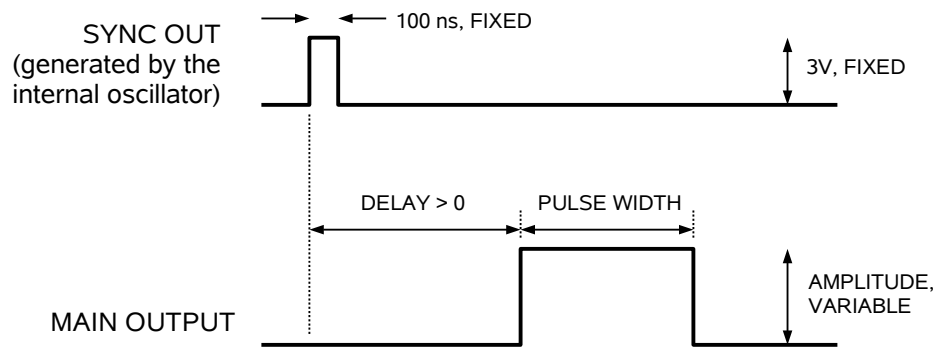 100 ns, FIXED
SYNC OUT
(generated by the
internal oscillator)
3V, FIXED
DELAY > 0
PULSE WIDTH
AMPLITUDE,
VARIABLE
MAIN OUTPUT